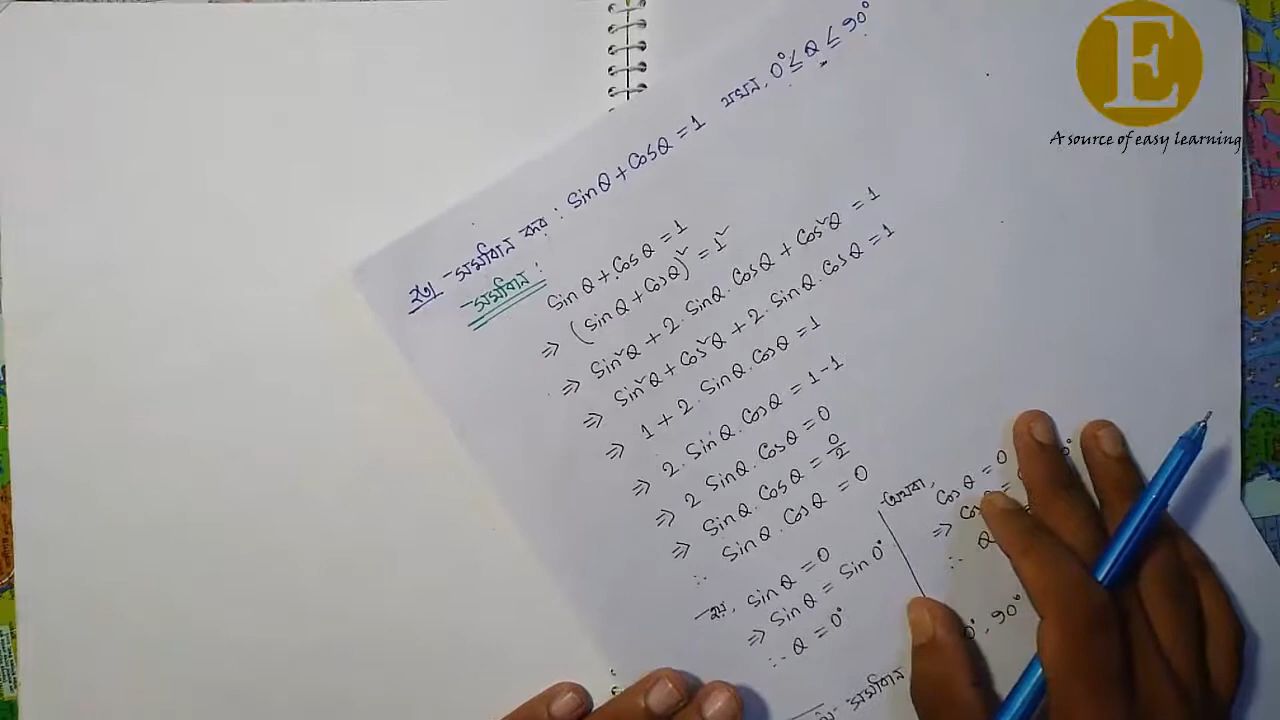 E
A source of easy learning
সমাধান কর: Sinθ + Cosθ = 1 যখন, 0° ≤ θ ≤ 90°
সমাধান:
Sinθ + Cosθ = 1
⇒ (Sinθ + Cosθ)² = 1²
⇒ Sin²θ + 2. Sinθ. Cosθ + Cos²θ = 1
⇒ Sin²θ + Cos²θ + 2. Sinθ. Cosθ = 1
⇒ 1 + 2. Sinθ. Cosθ = 1
⇒ 2. Sinθ. Cosθ = 1-1
⇒ 2 Sinθ. Cosθ = 0
⇒ Sinθ. Cosθ = 0/2
∴ Sinθ. Cosθ = 0
হয়, Sinθ = 0
⇒ Sinθ = Sin0°
∴ θ = 0°
অথবা, Cosθ = 0
⇒
∴ θ
0°, 90°
সমাধান